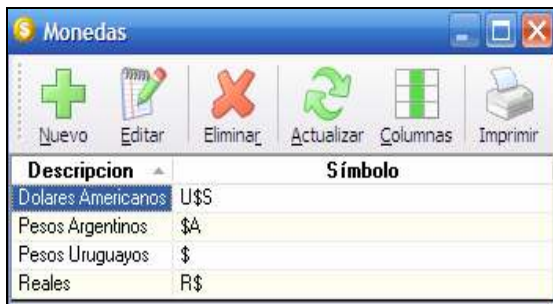 Monedas
Nuevo Editar Eliminar Actualizar Columnas Imprimir
Descripcion Símbolo
Dolares Americanos U$S
Pesos Argentinos $A
Pesos Uruguayos $
Reales R$